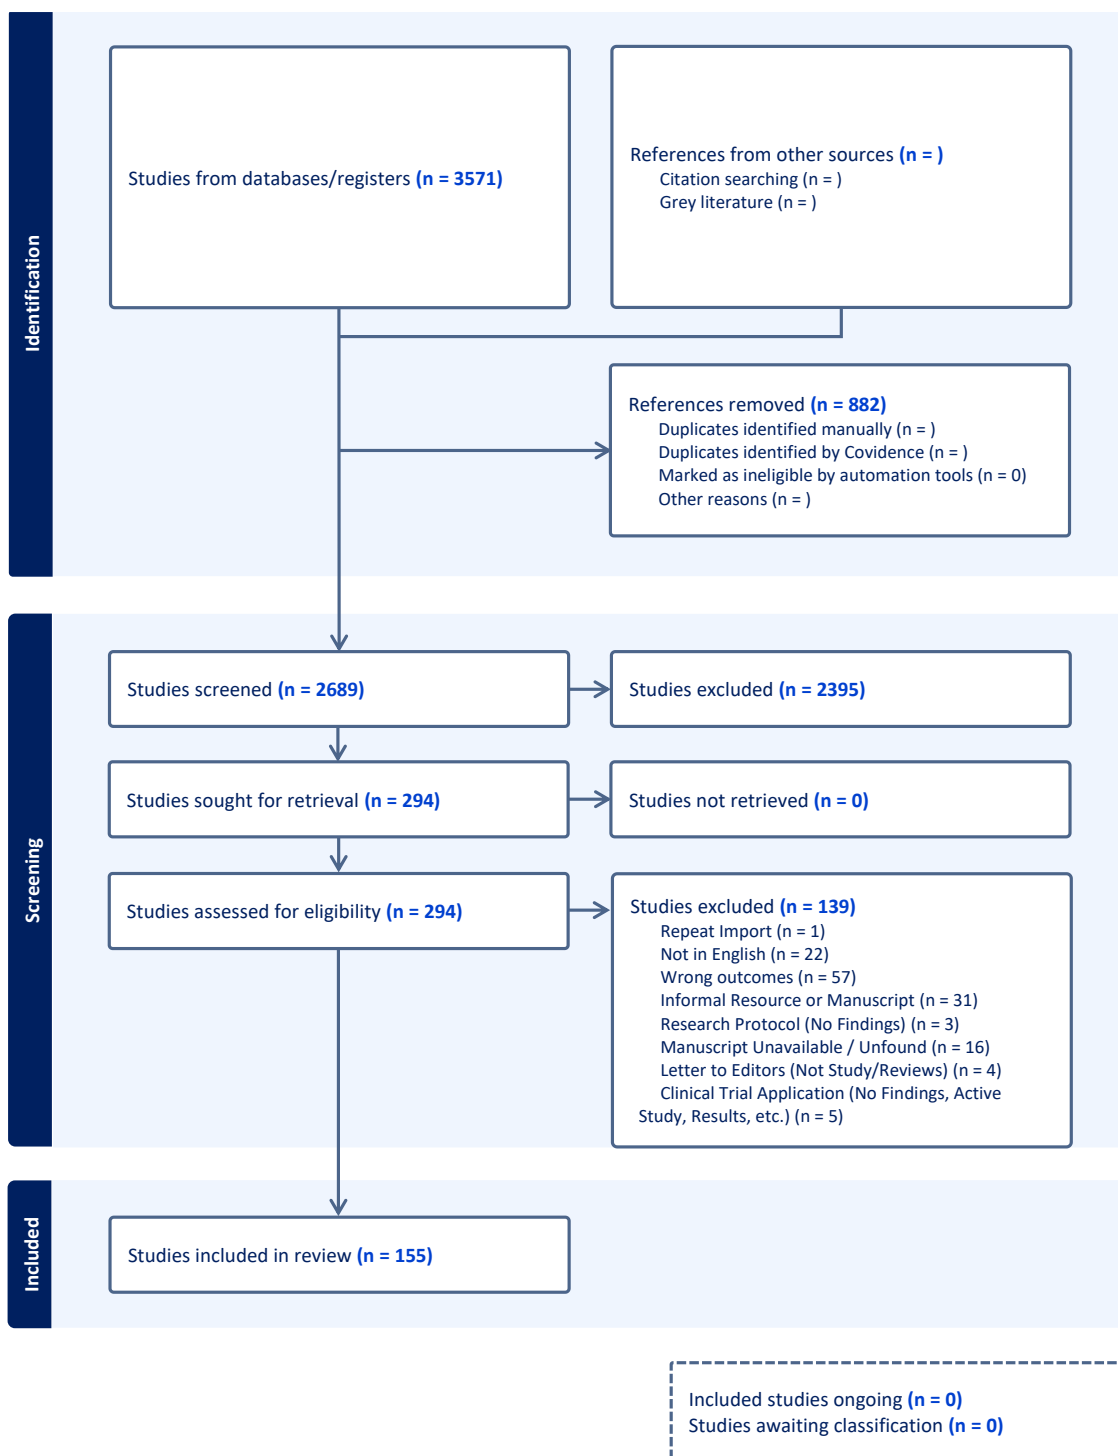 Identification
Studies from databases/registers (n = 3571)
References from other sources (n = )
Citation searching (n = )
Grey literature (n = )
References removed (n = 882)
Duplicates identified manually (n = )
Duplicates identified by Covidence (n = )
Marked as ineligible by automation tools (n = 0)
Other reasons (n = )
Screening
Studies screened (n = 2689)
Studies excluded (n = 2395)
Studies sought for retrieval (n = 294)
Studies not retrieved (n = 0)
Studies assessed for eligibility (n = 294)
Studies excluded (n = 139)
Repeat Import (n = 1)
Not in English (n = 22)
Wrong outcomes (n = 57)
Informal Resource or Manuscript (n = 31)
Research Protocol (No Findings) (n = 3)
Manuscript Unavailable / Unfound (n = 16)
Letter to Editors (Not Study/Reviews) (n = 4)
Clinical Trial Application (No Findings, Active
Study, Results, etc.) (n = 5)
Included
Studies included in review (n = 155)
Included studies ongoing (n = 0)
Studies awaiting classification (n = 0)